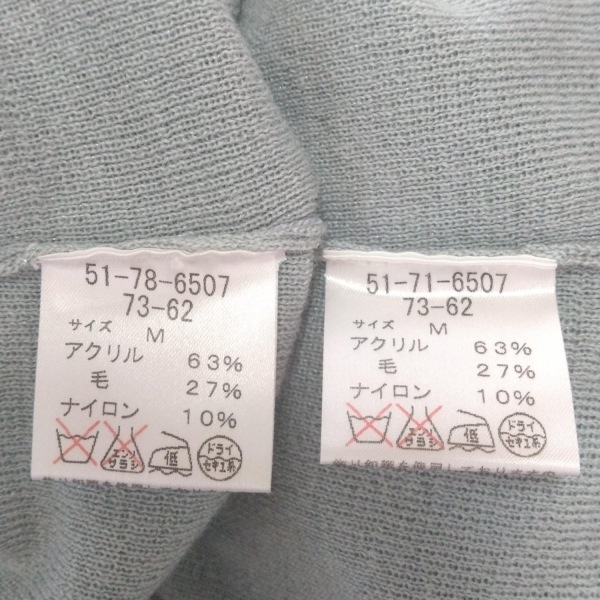 51-78-6507
73-62
サイズ M
アクリル 63%
毛 27%
ナイロン 10%
エンソ
サラシ
低
ドライ
セキユ系
51-71-6507
73-62
サイズ M
アクリル 63%
毛 27%
ナイロン 10%
エンソ
サラシ
低
ドライ
セキユ系